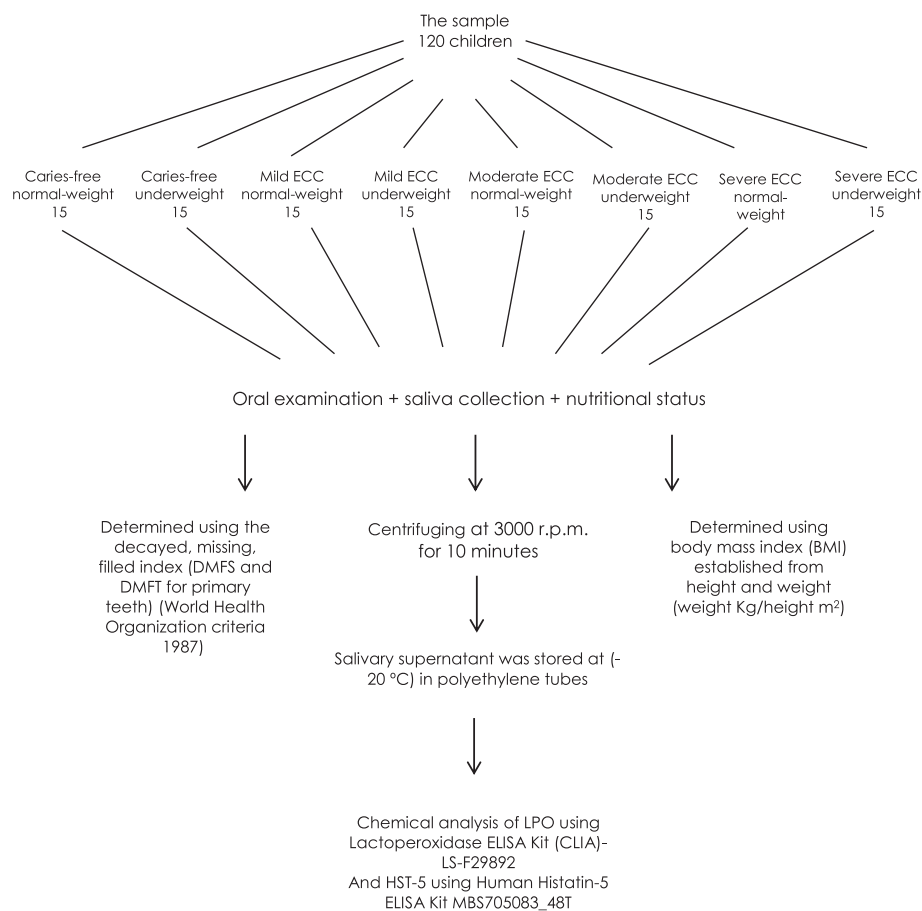 The sample
120 children
Caries-free
normal-weight
15
Caries-free
underweight
15
Mild ECC
normal-weight
15
Mild ECC
underweight
15
Moderate ECC
normal-weight
15
Moderate ECC
underweight
15
Severe ECC
normal-
weight
Severe ECC
underweight
15
Oral examination + saliva collection + nutritional status
Determined using the
decayed, missing,
filled index (DMFS and
DMFT for primary
teeth) (World Health
Organization criteria
1987)
Centrifuging at 3000 r.p.m.
for 10 minutes
Salivary supernatant was stored at (-
20 °C) in polyethylene tubes
Chemical analysis of LPO using
Lactoperoxidase ELISA Kit (CLIA)-
LS-F29892
And HST-5 using Human Histatin-5
ELISA Kit MBS705083_48T
Determined using
body mass index (BMI)
established from
height and weight
(weight Kg/height m²)